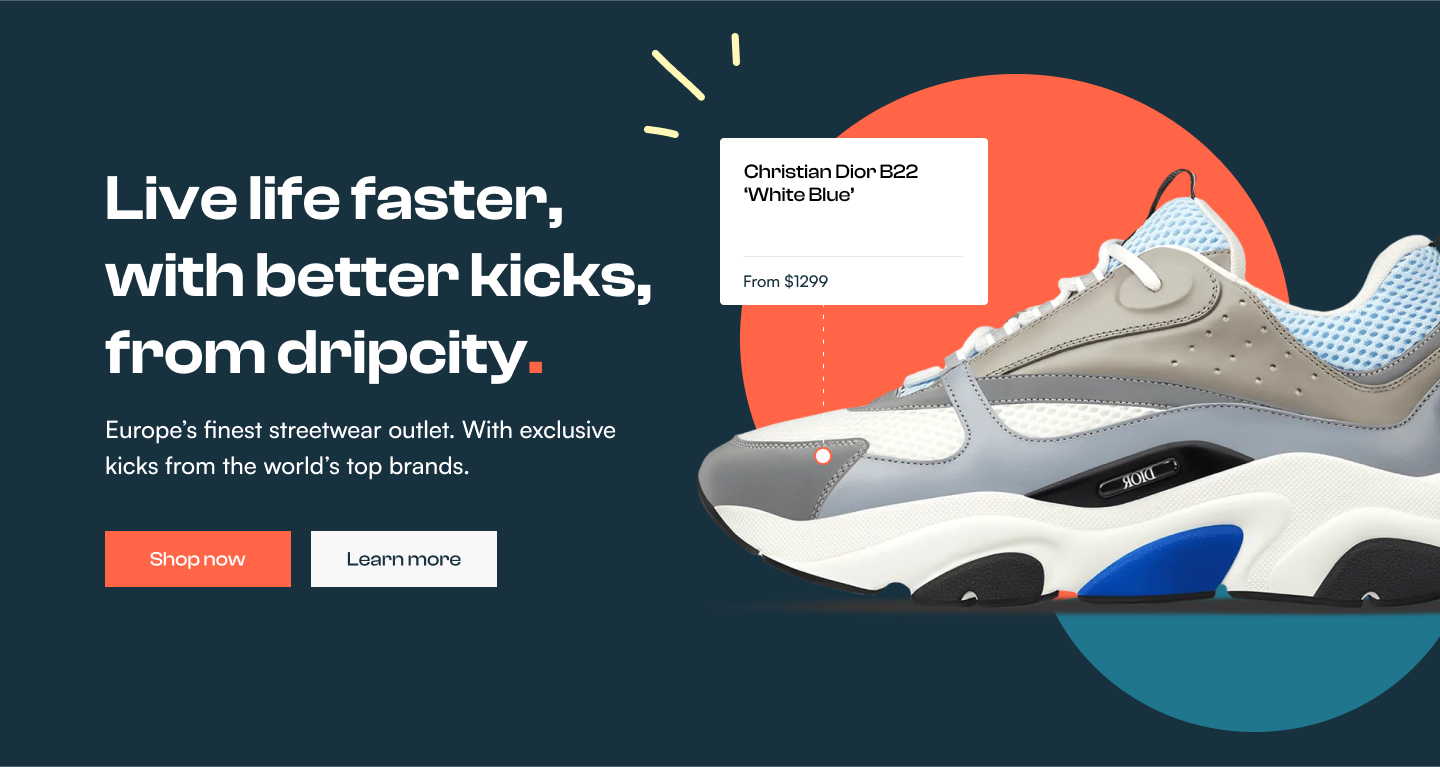 Live life faster,
with better kicks,
from dripcity.
Europe’s finest streetwear outlet. With exclusive
kicks from the world’s top brands.
Shop now
Learn more
Christian Dior B22
‘White Blue’
From $1299
DIOR